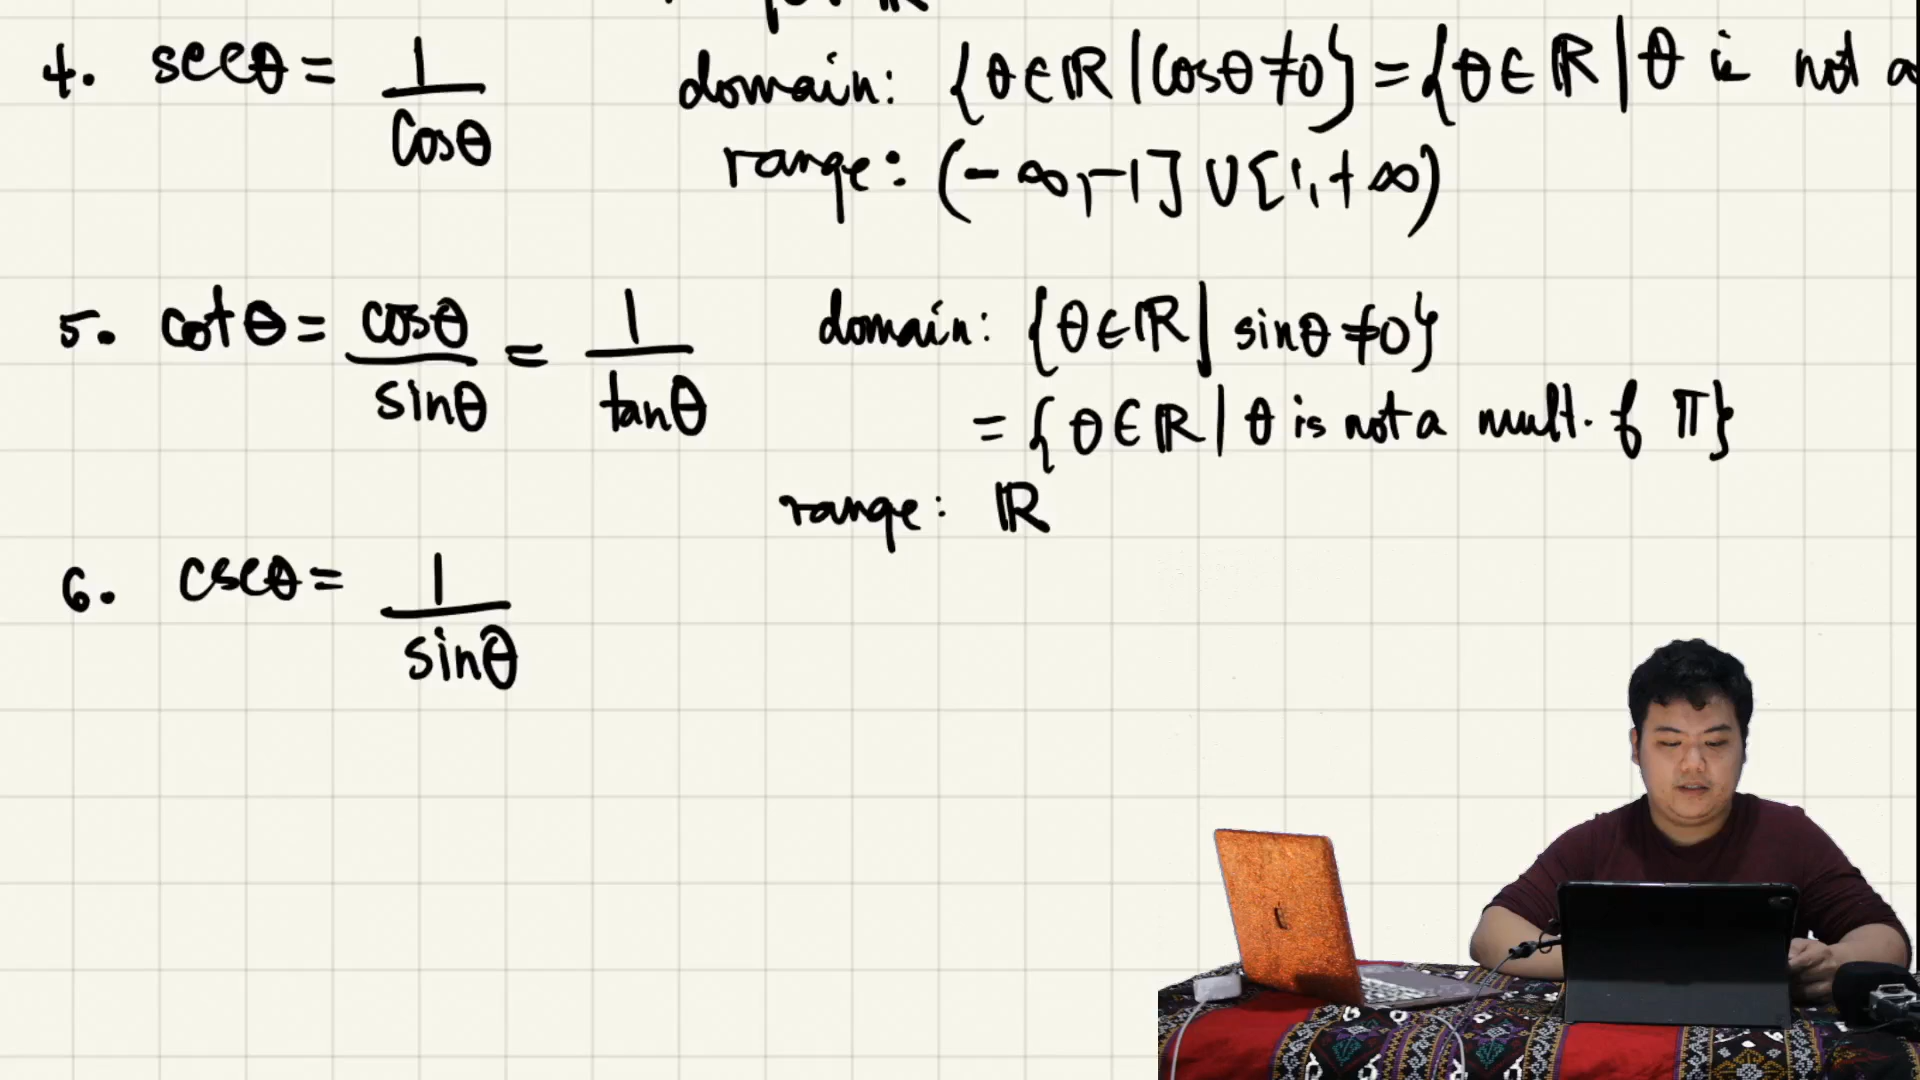 4. secθ = 1/cosθ domain: {θ∈ℝ | cosθ ≠ 0} = {θ∈ℝ | θ is not a
range: (-∞, -1] ∪ [1, +∞)
5. cotθ = cosθ/sinθ = 1/tanθ domain: {θ∈ℝ | sinθ ≠ 0}
= {θ∈ℝ | θ is not a mult. of π}
range: ℝ
6. cscθ = 1/sinθ